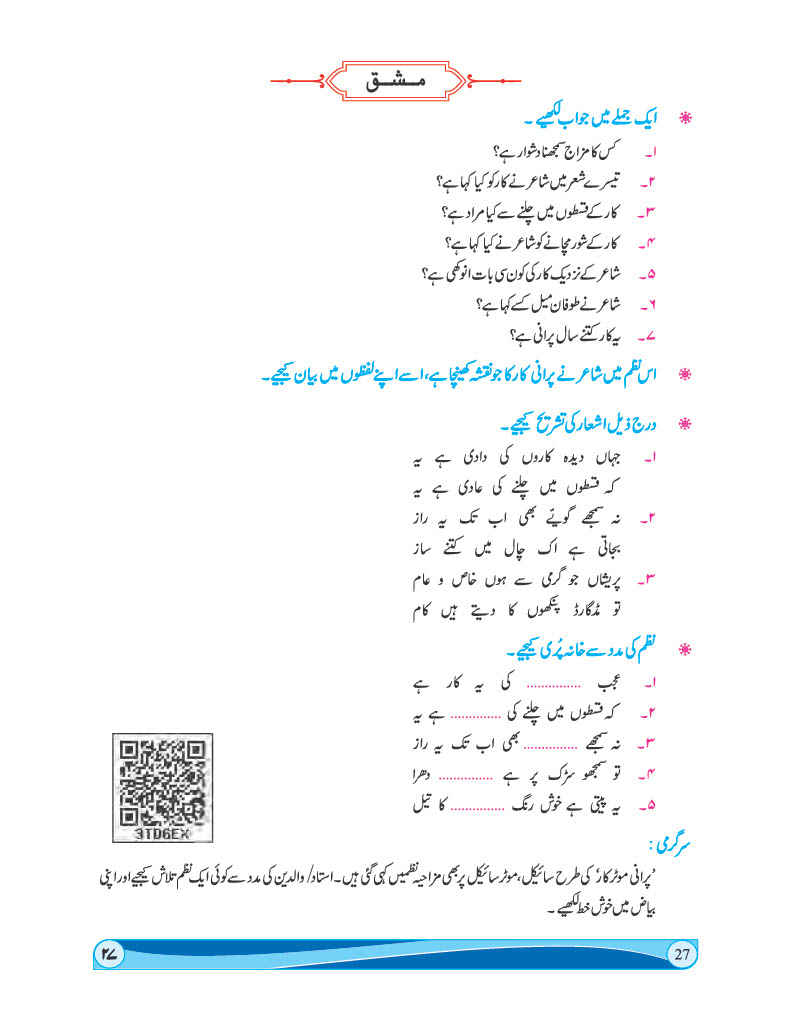 مشق
ایک جملے میں جواب لکھیے ۔
۱۔ کس کا مزاج سمجھنا دشوار ہے؟
۲۔ تیسرے شعر میں شاعر نے کار کو کیا کہا ہے؟
۳۔ کار کے قسطوں میں چلنے سے کیا مراد ہے؟
۴۔ کار کے شور مچانے کو شاعر نے کیا کہا ہے؟
۵۔ شاعر کے نزدیک کار کی کون سی بات انوکھی ہے؟
۶۔ شاعر نے طوفان میل کسے کہا ہے؟
۷۔ یہ کار کتنے سال پرانی ہے؟
اس نظم میں شاعر نے پرانی کار کا جو نقشہ کھینچا ہے، اسے اپنے لفظوں میں بیان کیجیے۔
درج ذیل اشعار کی تشریح کیجیے۔
۱۔ جہاں دیدہ کاروں کی دادی ہے یہ
کہ قسطوں میں چلنے کی عادی ہے یہ
۲۔ نہ سمجھے گویّے بھی اب تک یہ راز
بجاتی ہے اک چال میں کتنے ساز
۳۔ پریشاں جو گرمی سے ہوں خاص و عام
تو مڈگارڈ پنکھوں کا دیتے ہیں کام
نظم کی مدد سے خانہ پُری کیجیے۔
۱۔ عجب .............. کی یہ کار ہے
۲۔ کہ قسطوں میں چلنے کی ............. ہے یہ
۳۔ نہ سمجھے .............. بھی اب تک یہ راز
۴۔ تو سمجھو سڑک پر ہے .............. دھرا
۵۔ یہ پیتی ہے خوش رنگ .............. کا تیل
3TD6EX
سرگرمی :
'پرانی موٹر کار' کی طرح سائیکل، موٹر سائیکل پر بھی مزاحیہ نظمیں کہی گئی ہیں۔ استاد/ والدین کی مدد سے کوئی ایک نظم تلاش کیجیے اور اپنی
بیاض میں خوش خط لکھیے ۔
۲۷
27